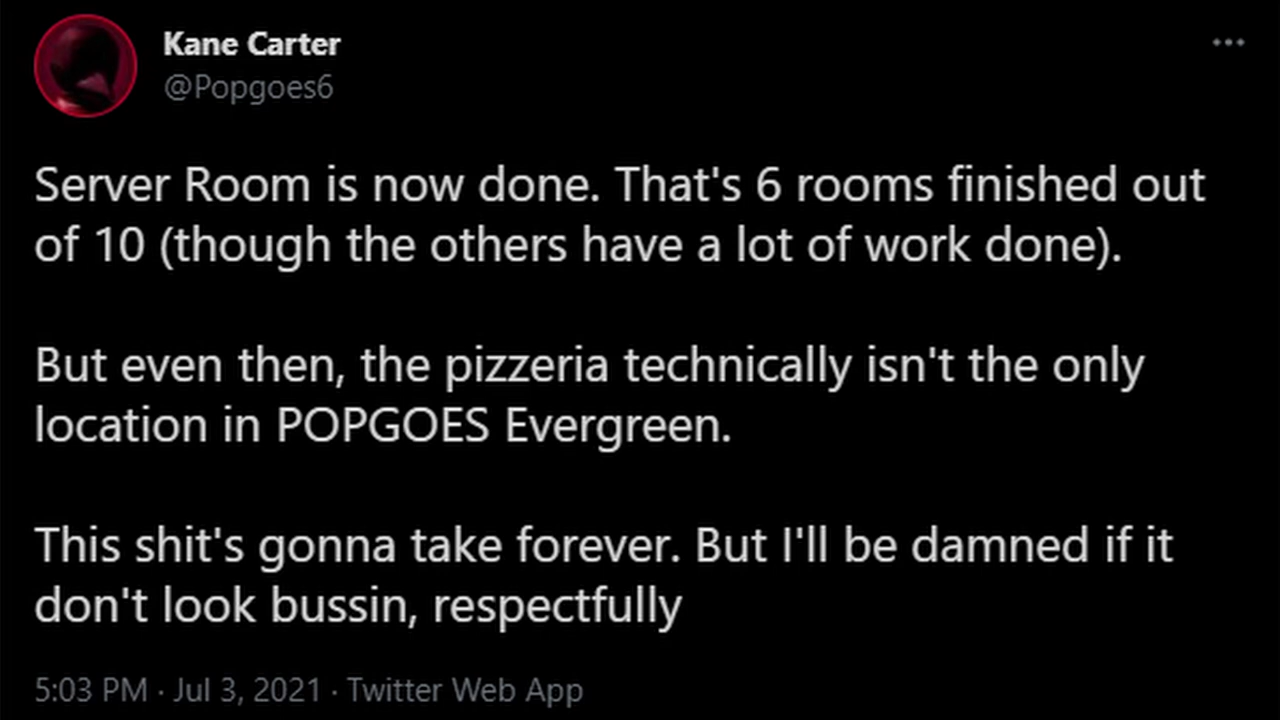 Kane Carter
@Popgoes6
Server Room is now done. That's 6 rooms finished out
of 10 (though the others have a lot of work done).
But even then, the pizzeria technically isn't the only
location in POPGOES Evergreen.
This shit's gonna take forever. But I'll be damned if it
don't look bussin, respectfully
5:03 PM · Jul 3, 2021 · Twitter Web App